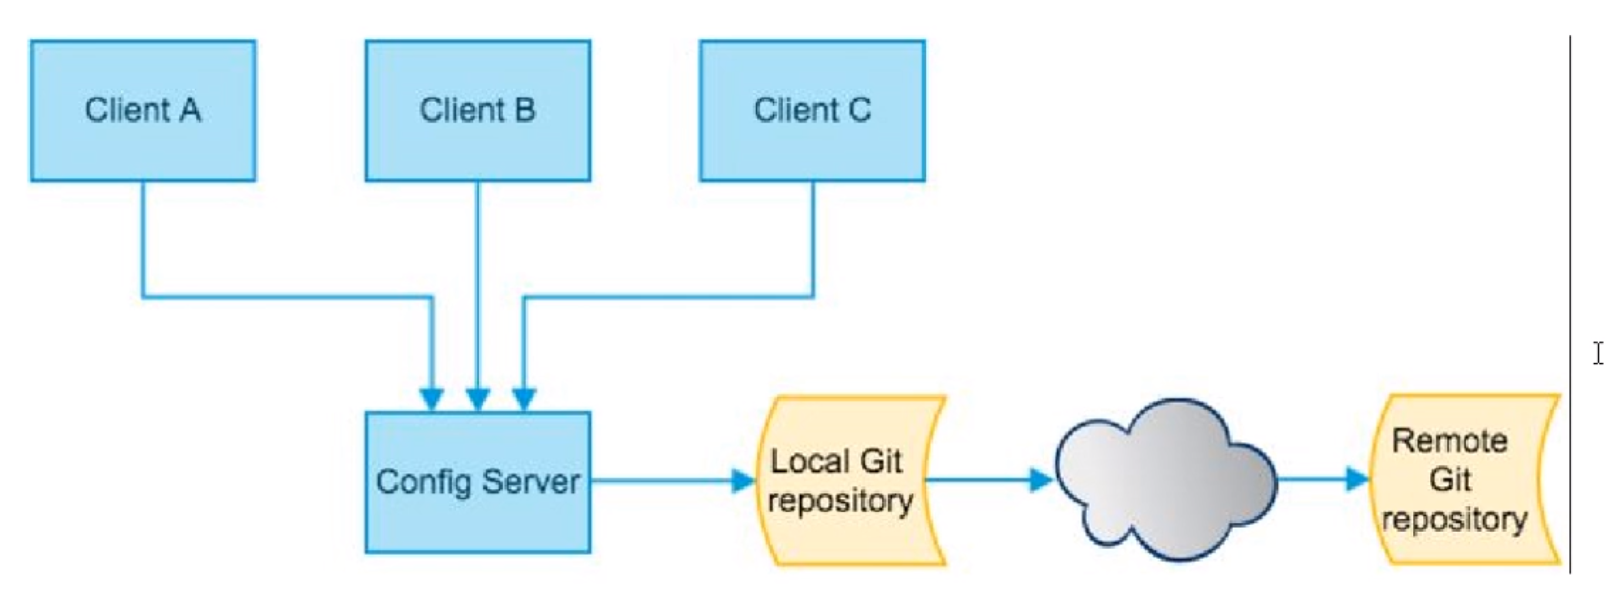 Client A
Client B
Client C
Config Server
Local Git
repository
Remote
Git
repository